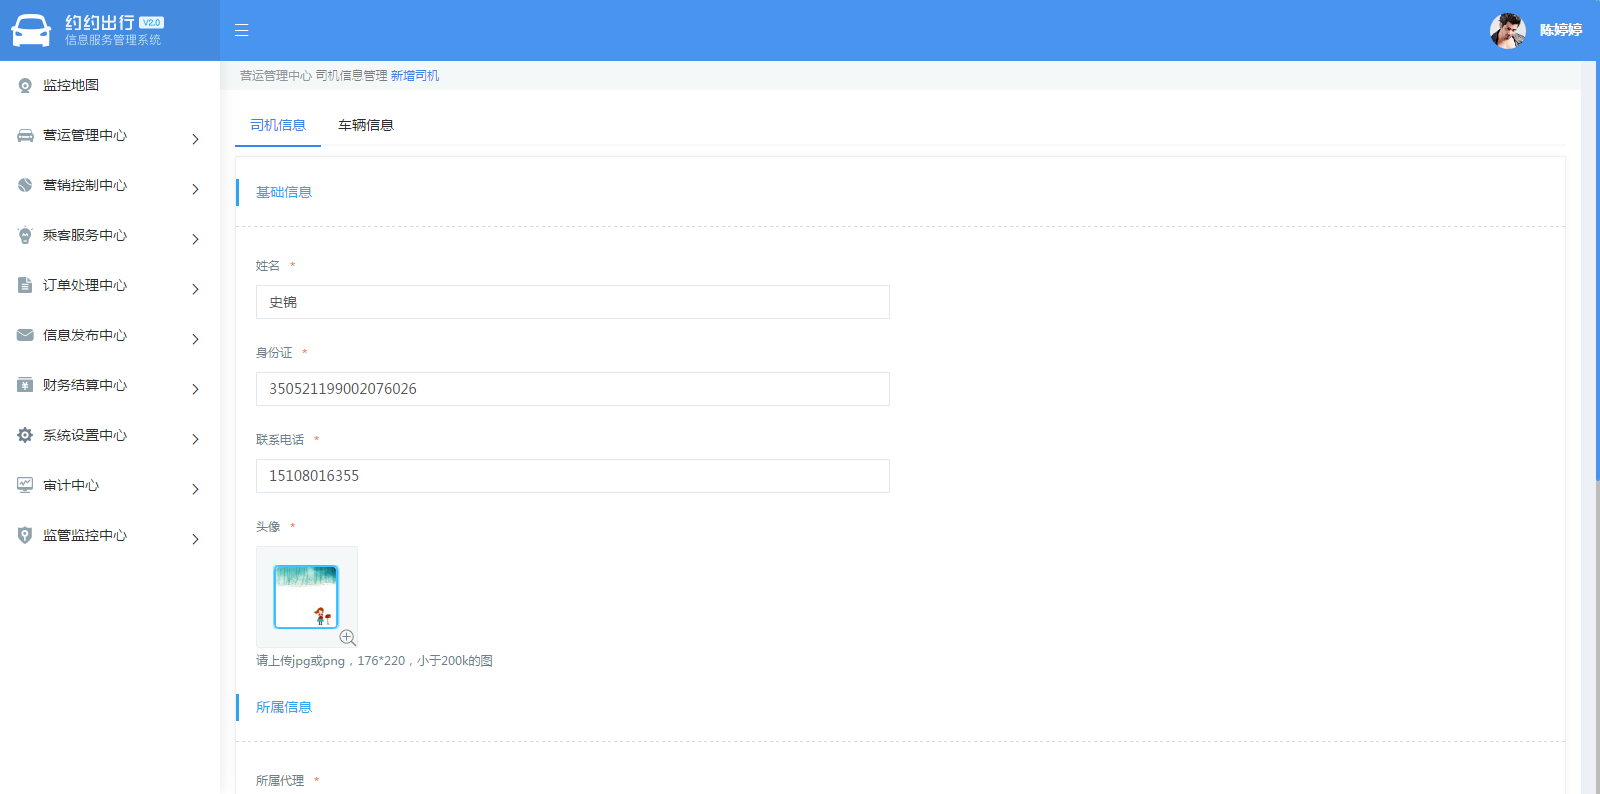 约约出行 V2.0
信息服务管理系统
陈婷婷
监控地图
营运管理中心
营销控制中心
乘客服务中心
订单处理中心
信息发布中心
财务结算中心
系统设置中心
审计中心
监管监控中心
营运管理中心 司机信息管理 新增司机
司机信息 车辆信息
基础信息
姓名 *
史锦
身份证 *
350521199002076026
联系电话 *
15108016355
头像 *
请上传jpg或png，176*220，小于200k的图
所属信息
所属代理 *